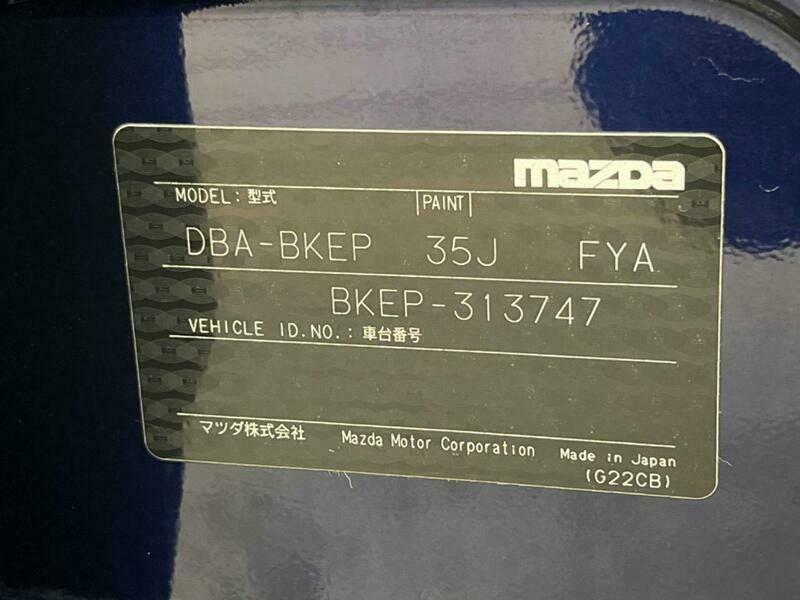 mazda
MODEL: 型式 PAINT
DBA-BKEP 35J FYA
BKEP-313747
VEHICLE ID.NO.: 車台番号
マツダ株式会社 Mazda Motor Corporation Made in Japan
(G22CB)